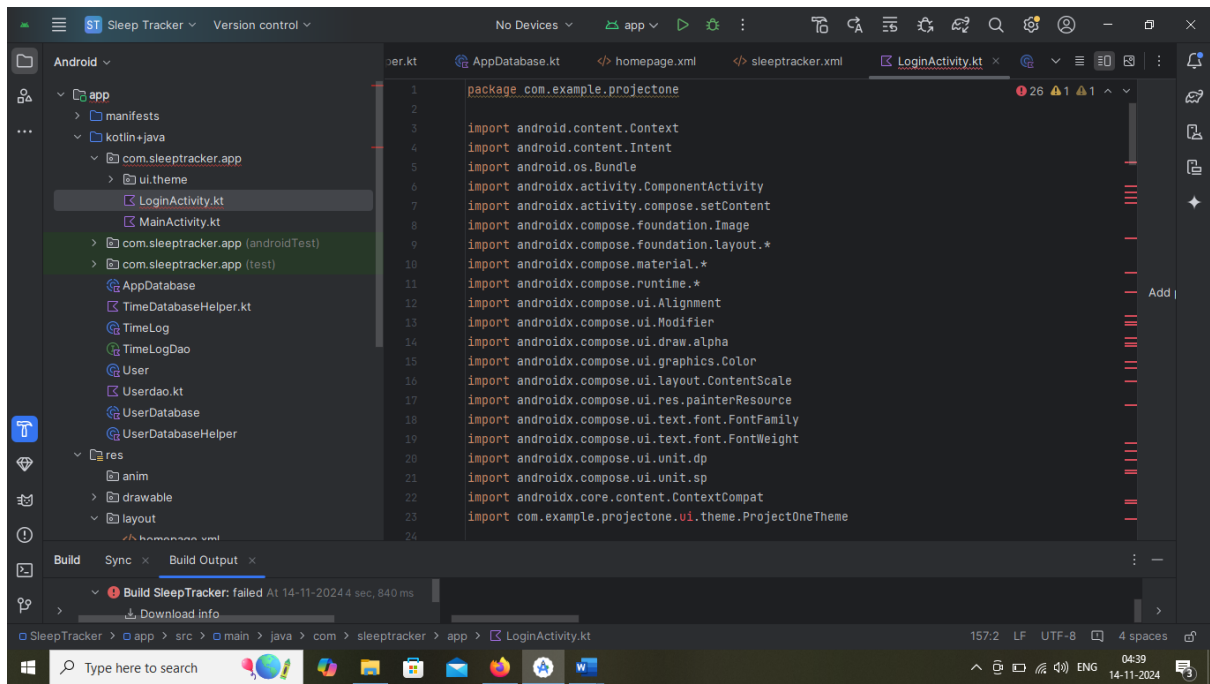 ST Sleep Tracker Version control No Devices app
Android
er.kt AppDatabase.kt </> homepage.xml </> sleeptracker.xml LoginActivity.kt
app
manifests
kotlin+java
com.sleeptracker.app
ui.theme
LoginActivity.kt
MainActivity.kt
com.sleeptracker.app (androidTest)
com.sleeptracker.app (test)
AppDatabase
TimeDatabaseHelper.kt
TimeLog
TimeLogDao
User
Userdao.kt
UserDatabase
UserDatabaseHelper
res
anim
drawable
layout
</> homepage.xml
26 1 1
1 package com.example.projectone
2
3 import android.content.Context
4 import android.content.Intent
5 import android.os.Bundle
6 import androidx.activity.ComponentActivity
7 import androidx.activity.compose.setContent
8 import androidx.compose.foundation.Image
9 import androidx.compose.foundation.layout.*
10 import androidx.compose.material.*
11 import androidx.compose.runtime.*
12 import androidx.compose.ui.Alignment
13 import androidx.compose.ui.Modifier
14 import androidx.compose.ui.draw.alpha
15 import androidx.compose.ui.graphics.Color
16 import androidx.compose.ui.layout.ContentScale
17 import androidx.compose.ui.res.painterResource
18 import androidx.compose.ui.text.font.FontFamily
19 import androidx.compose.ui.text.font.FontWeight
20 import androidx.compose.ui.unit.dp
21 import androidx.compose.ui.unit.sp
22 import androidx.core.content.ContextCompat
23 import com.example.projectone.ui.theme.ProjectOneTheme
24
Add
Build Sync Build Output
Build SleepTracker: failed At 14-11-2024 4 sec, 840 ms
Download info
SleepTracker > app > src > main > java > com > sleeptracker > app > LoginActivity.kt 157:2 LF UTF-8 4 spaces
Type here to search
ENG
04:39
14-11-2024
3